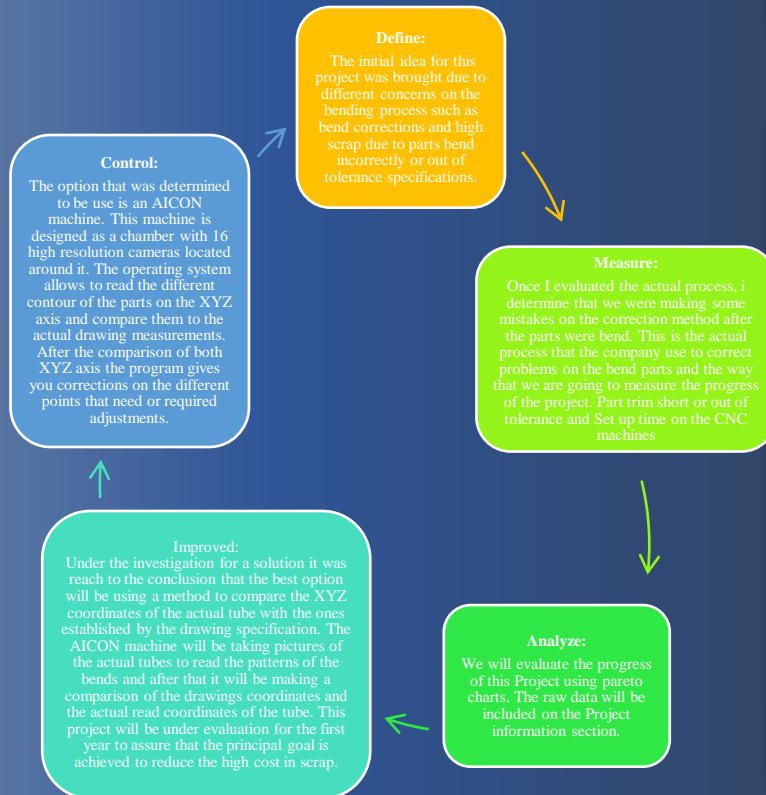 Define:
The initial idea for this
project was brought due to
different concerns on the
bending process such as
bend corrections and high
scrap due to parts bend
incorrectly or out of
tolerance specifications.
Measure:
Once I evaluated the actual process, i
determine that we were making some
mistakes on the correction method after
the parts were bend. This is the actual
process that the company use to correct
problems on the bend parts and the way
that we are going to measure the progress
of the project. Part trim short or out of
tolerance and Set up time on the CNC
machines
Analyze:
We will evaluate the progress
of this Project using pareto
charts. The raw data will be
included on the Project
information section.
Improved:
Under the investigation for a solution it was
reach to the conclusion that the best option
will be using a method to compare the XYZ
coordinates of the actual tube with the ones
established by the drawing specification. The
AICON machine will be taking pictures of
the actual tubes to read the patterns of the
bends and after that it will be making a
comparison of the drawings coordinates and
the actual read coordinates of the tube. This
project will be under evaluation for the first
year to assure that the principal goal is
achieved to reduce the high cost in scrap.
Control:
The option that was determined
to be use is an AICON
machine. This machine is
designed as a chamber with 16
high resolution cameras located
around it. The operating system
allows to read the different
contour of the parts on the XYZ
axis and compare them to the
actual drawing measurements.
After the comparison of both
XYZ axis the program gives
you corrections on the different
points that need or required
adjustments.